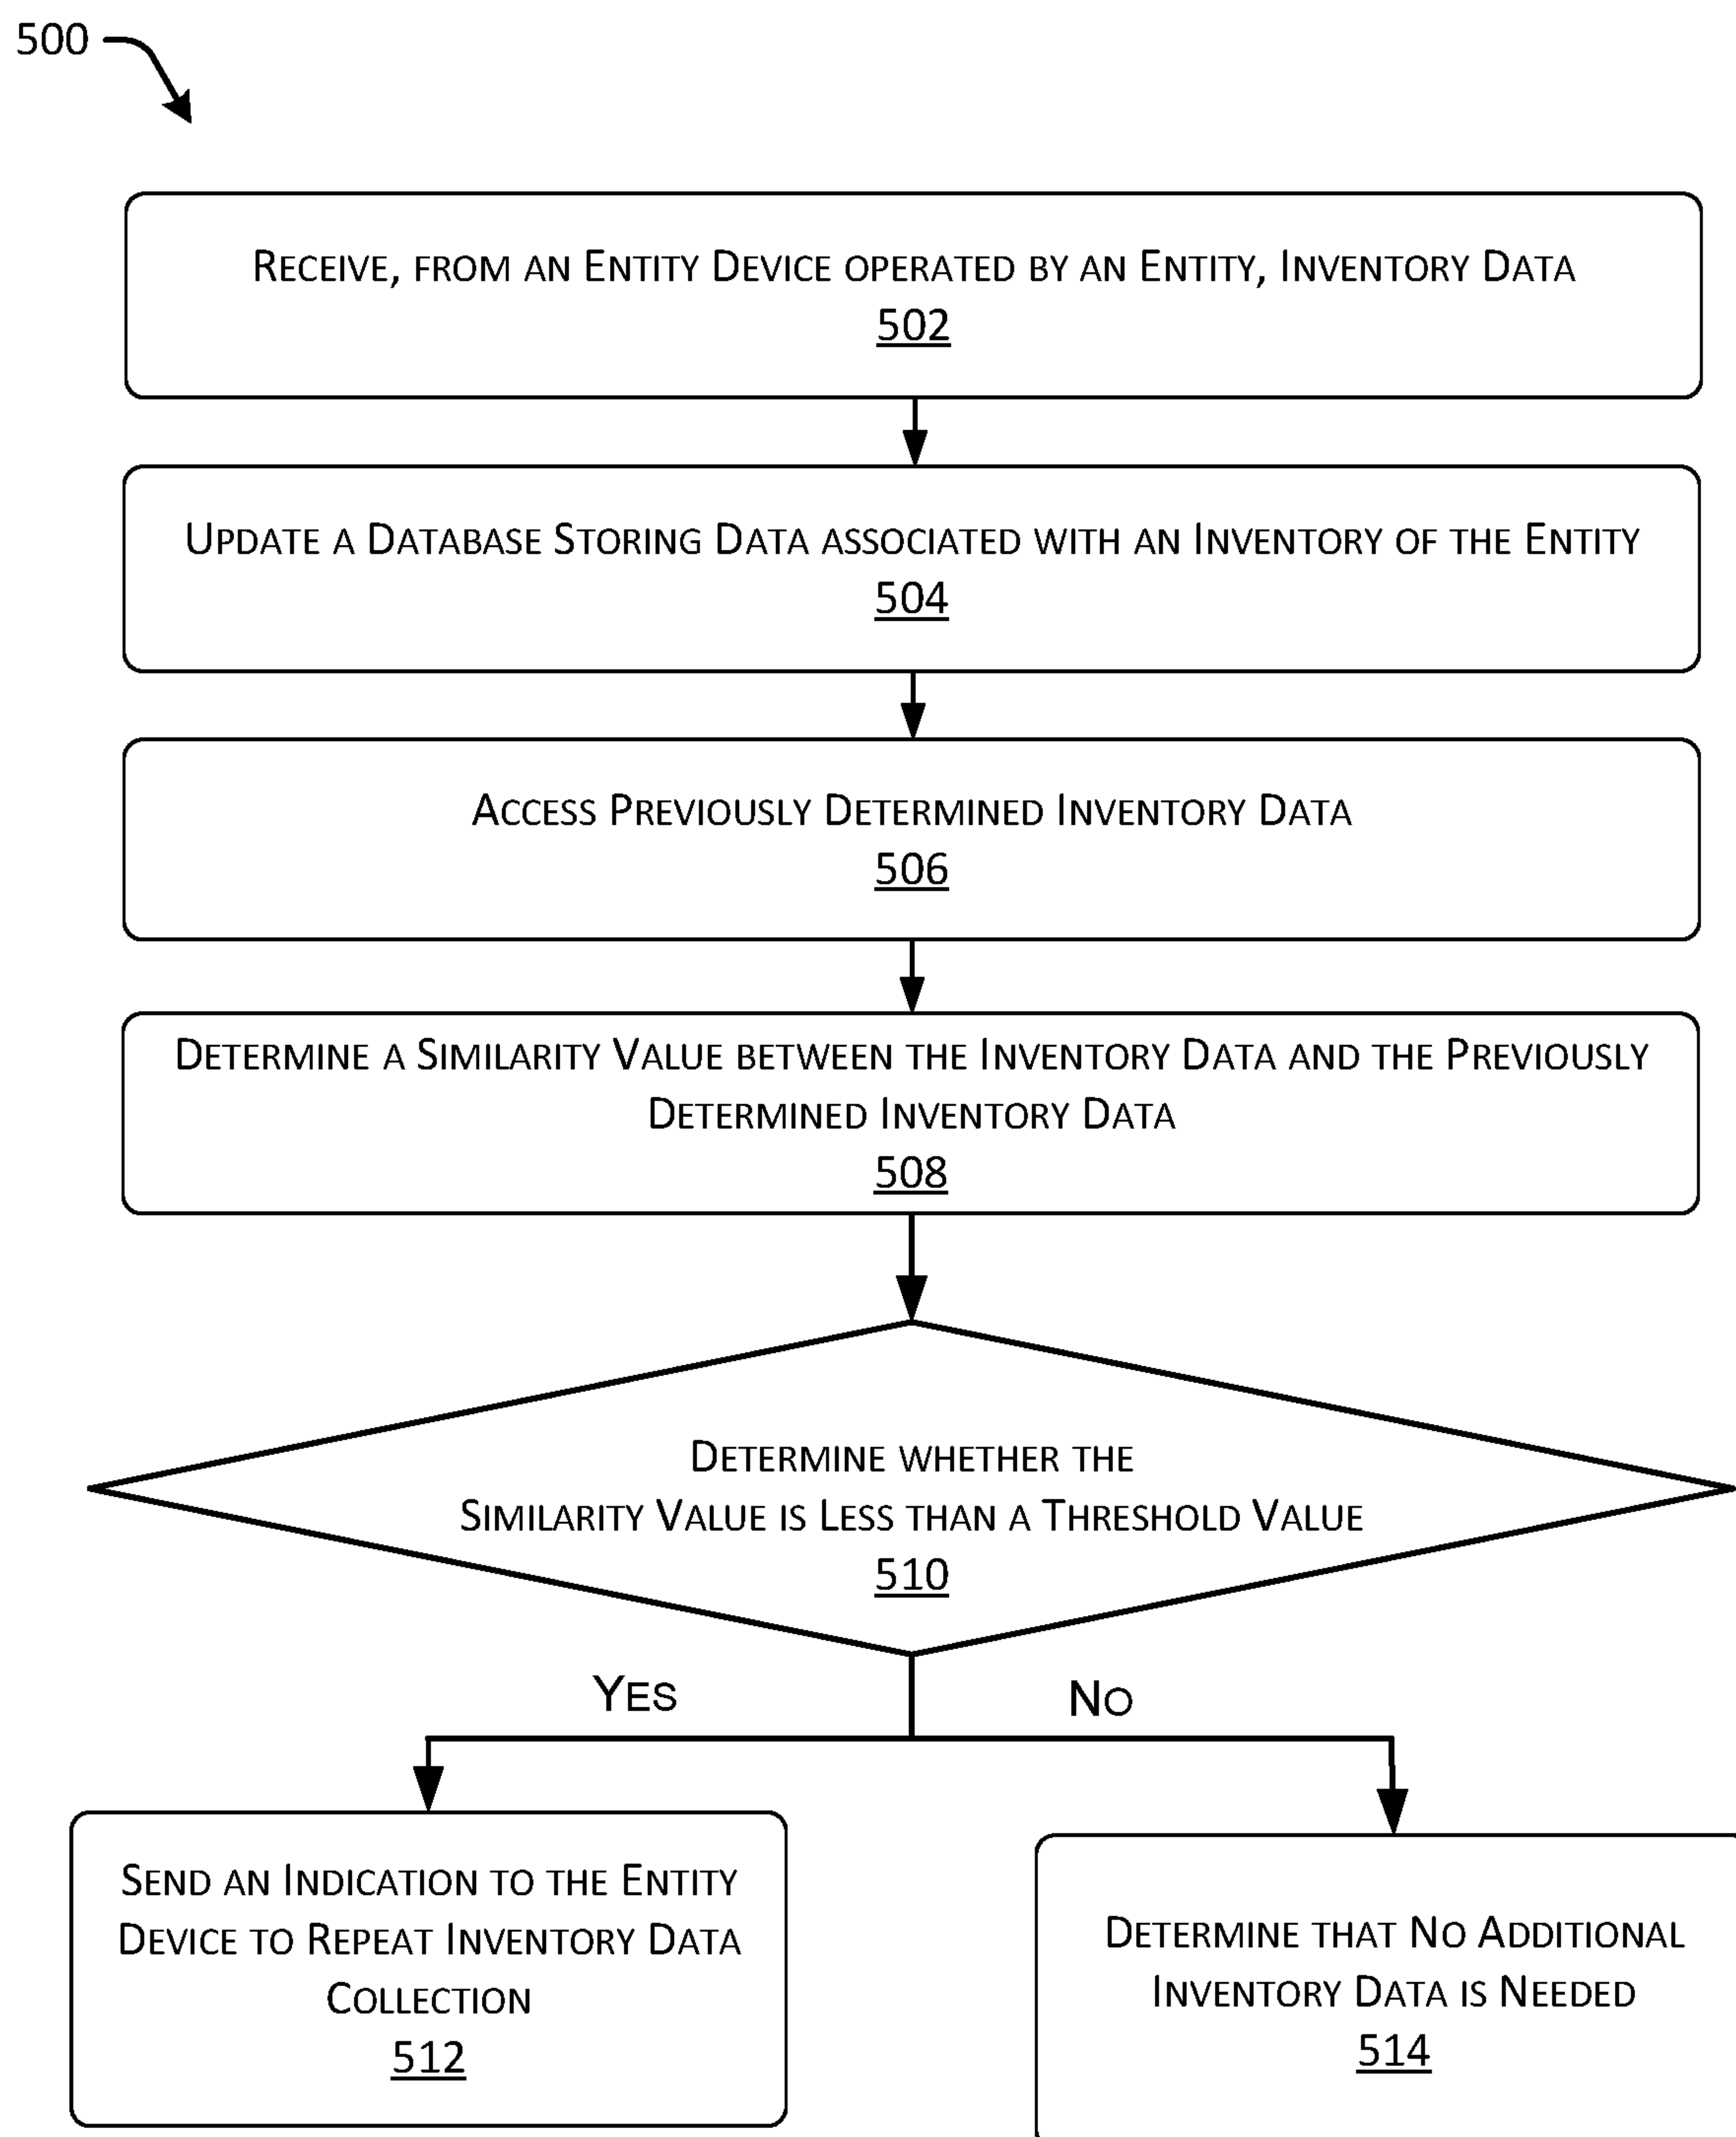 500
RECEIVE, FROM AN ENTITY DEVICE OPERATED BY AN ENTITY, INVENTORY DATA
502
UPDATE A DATABASE STORING DATA ASSOCIATED WITH AN INVENTORY OF THE ENTITY
504
ACCESS PREVIOUSLY DETERMINED INVENTORY DATA
506
DETERMINE A SIMILARITY VALUE BETWEEN THE INVENTORY DATA AND THE PREVIOUSLY
DETERMINED INVENTORY DATA
508
DETERMINE WHETHER THE
SIMILARITY VALUE IS LESS THAN A THRESHOLD VALUE
510
YES
NO
SEND AN INDICATION TO THE ENTITY
DEVICE TO REPEAT INVENTORY DATA
COLLECTION
512
DETERMINE THAT NO ADDITIONAL
INVENTORY DATA IS NEEDED
514